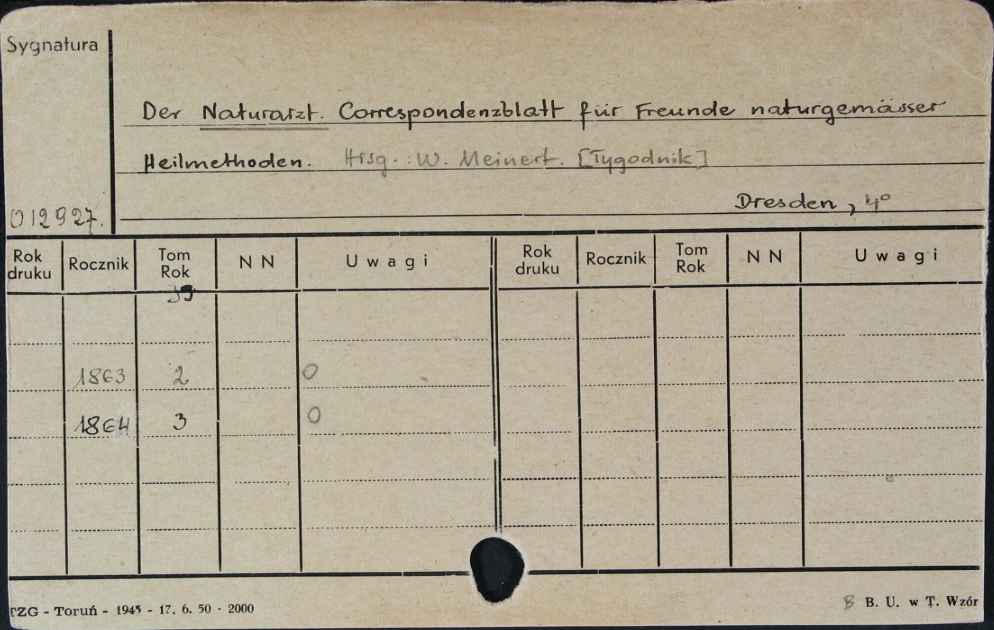 Sygnatura
Der Naturarzt. Correspondenzblatt für Freunde naturgemässer
Heilmethoden. Hrsg.: W. Meinert. [Tygodnik]
Dresden, 4°
012927.
Rok druku Rocznik Tom Rok N N Uwagi Rok druku Rocznik Tom Rok N N Uwagi
1863 2 0
1864 3 0
TZG - Toruń - 1945 - 17. 6. 50 - 2000
B. U. w T. Wzór